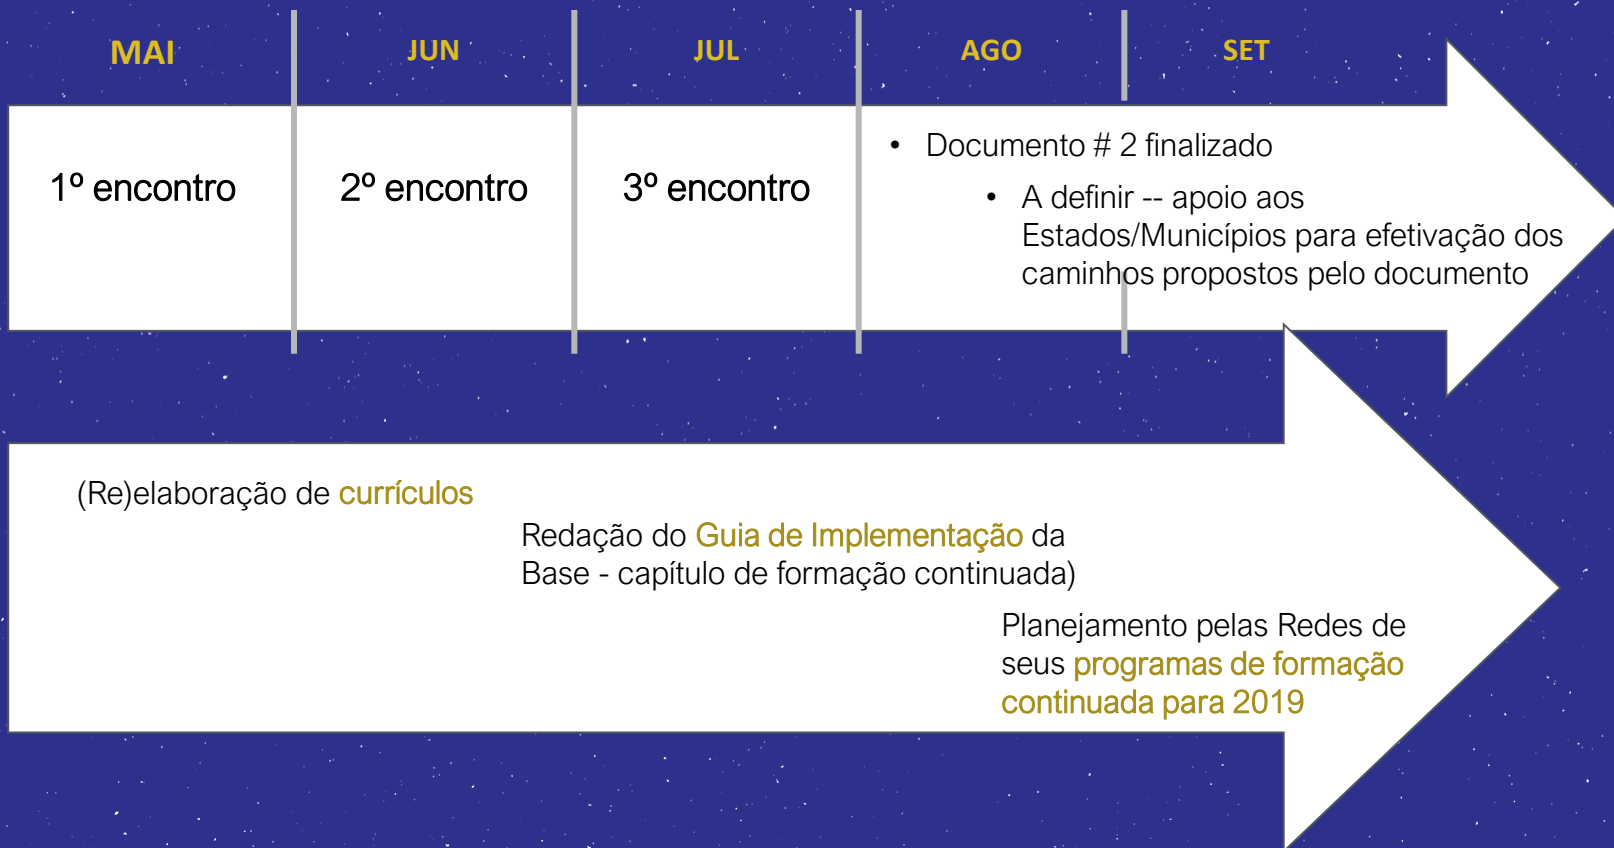 MAI
JUN
JUL
AGO
SET
1º encontro
2º encontro
3º encontro
• Documento # 2 finalizado
• A definir -- apoio aos
Estados/Municípios para efetivação dos
caminhos propostos pelo documento
(Re)elaboração de currículos
Redação do Guia de Implementação da
Base - capítulo de formação continuada)
Planejamento pelas Redes de
seus programas de formação
continuada para 2019